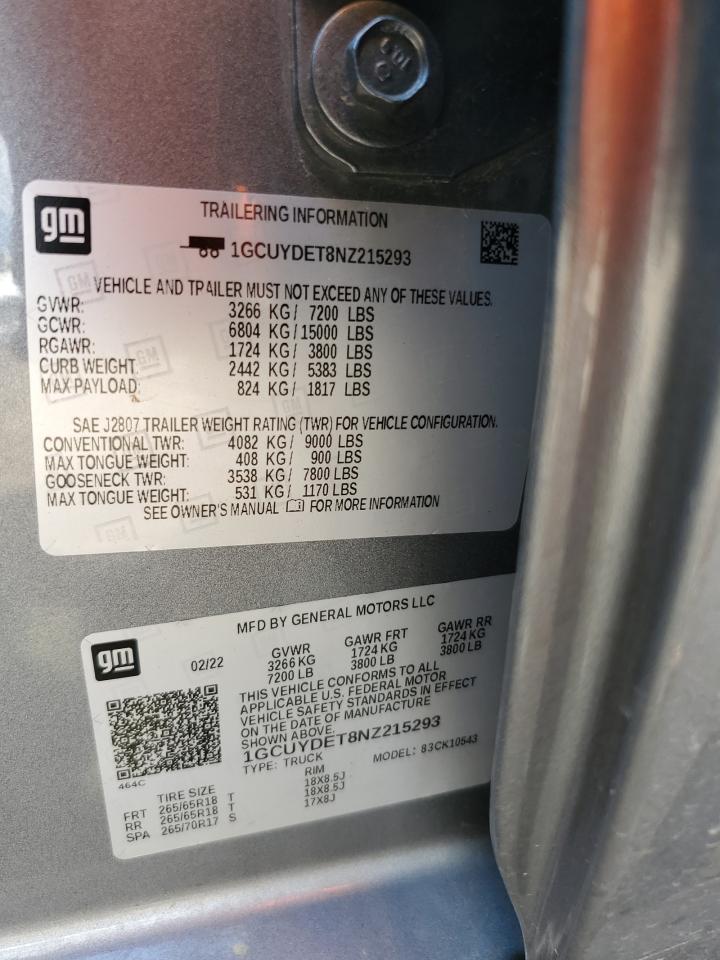 gm
TRAILERING INFORMATION
1GCUYDET8NZ215293
VEHICLE AND TRAILER MUST NOT EXCEED ANY OF THESE VALUES.
GVWR: 3266 KG/ 7200 LBS
GCWR: 6804 KG/15000 LBS
RGAWR: 1724 KG/ 3800 LBS
CURB WEIGHT: 2442 KG/ 5383 LBS
MAX PAYLOAD: 824 KG/ 1817 LBS
SAE J2807 TRAILER WEIGHT RATING (TWR) FOR VEHICLE CONFIGURATION.
CONVENTIONAL TWR: 4082 KG/ 9000 LBS
MAX TONGUE WEIGHT: 408 KG/ 900 LBS
GOOSENECK TWR: 3538 KG/ 7800 LBS
MAX TONGUE WEIGHT: 531 KG/ 1170 LBS
SEE OWNER'S MANUAL FOR MORE INFORMATION
gm
MFD BY GENERAL MOTORS LLC
02/22 GVWR GAWR FRT GAWR RR
3266 KG 1724 KG 1724 KG
7200 LB 3800 LB 3800 LB
THIS VEHICLE CONFORMS TO ALL
APPLICABLE U.S. FEDERAL MOTOR
VEHICLE SAFETY STANDARDS IN EFFECT
ON THE DATE OF MANUFACTURE
SHOWN ABOVE.
1GCUYDET8NZ215293
TYPE: TRUCK MODEL: 83CK10543
464C
TIRE SIZE RIM
FRT 265/65R18 T 18X8.5J
RR 265/65R18 T 18X8.5J
SPA 265/70R17 S 17X8J